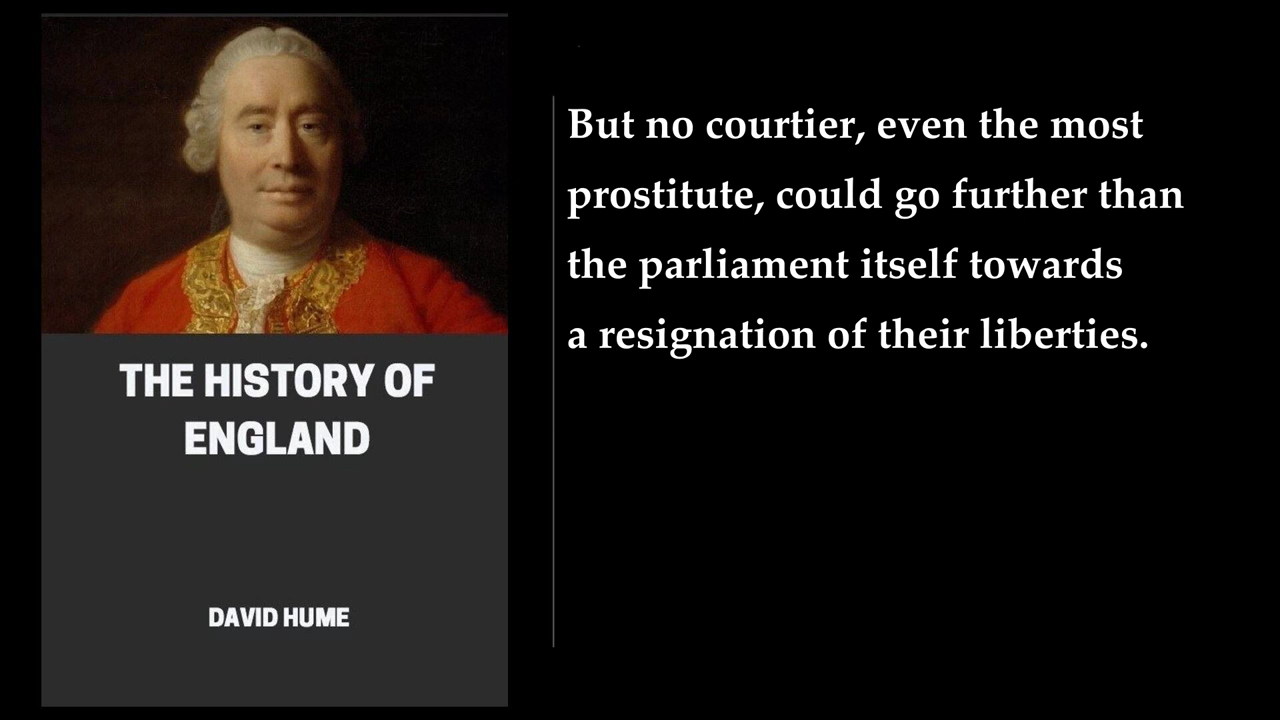 THE HISTORY OF
ENGLAND
DAVID HUME
But no courtier, even the most
prostitute, could go further than
the parliament itself towards
a resignation of their liberties.